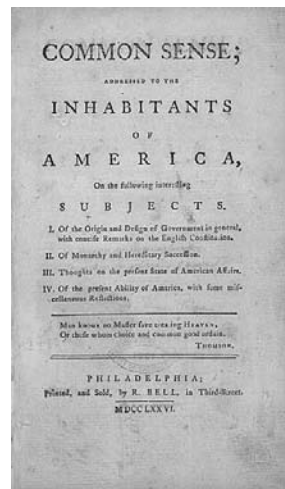 COMMON SENSE;
ADDRESSED TO THE
INHABITANTS
OF
AMERICA,
On the following interesting
SUBJECTS.
I. Of the Origin and Design of Government in general,
with concise Remarks on the English Constitution.
II. Of Monarchy and Hereditary Succession.
III. Thoughts on the present State of American Affairs.
IV. Of the present Ability of America, with some mis-
cellaneous Reflections.
Man knows no Master save creating HEAVEN,
Or those whom choice and common good ordain.
THOMSON.
PHILADELPHIA;
Printed, and Sold, by R. BELL, in Third-Street.
MDCCLXXVI.